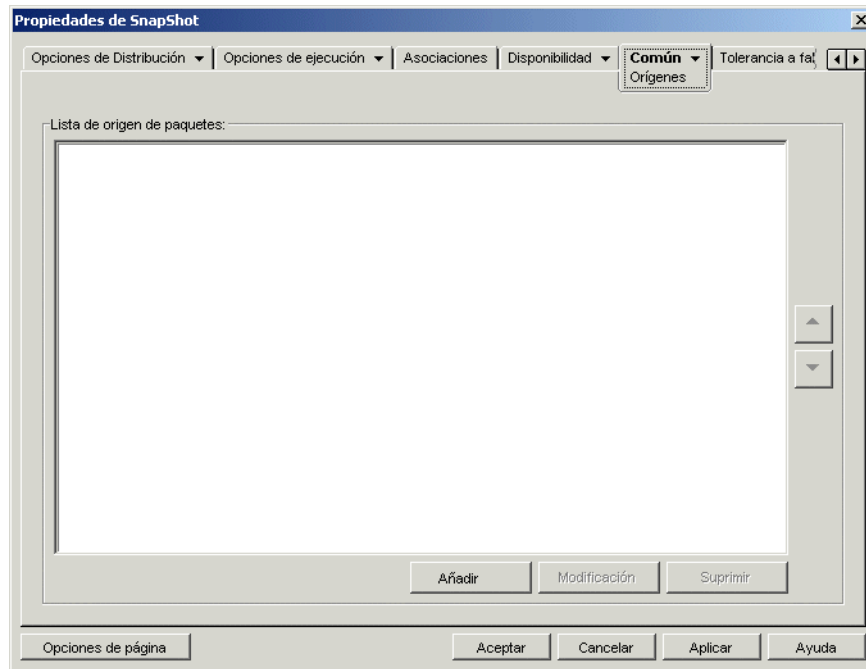 Propiedades de SnapShot
Opciones de Distribución Opciones de ejecución Asociaciones Disponibilidad Común Tolerancia a
Orígenes
Lista de origen de paquetes:
Añadir Modificación Suprimir
Opciones de página Aceptar Cancelar Aplicar Ayuda